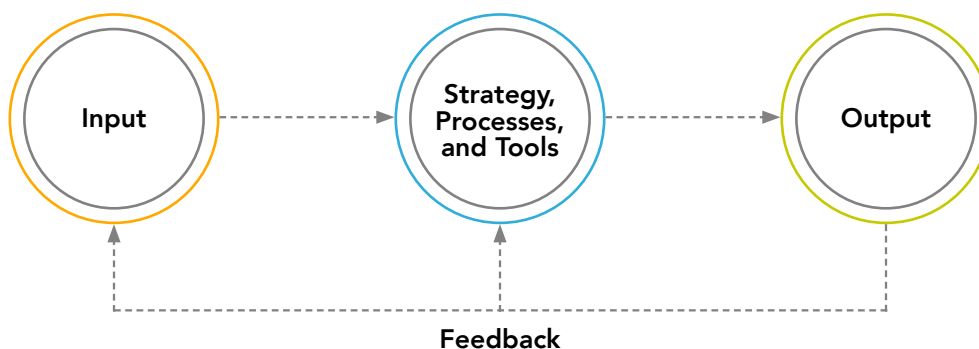 Input
Strategy,
Processes,
and Tools
Output
Feedback